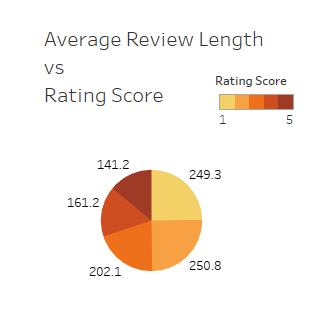 Average Review Length
vs
Rating Score
Rating Score
1 5
141.2
249.3
161.2
202.1
250.8